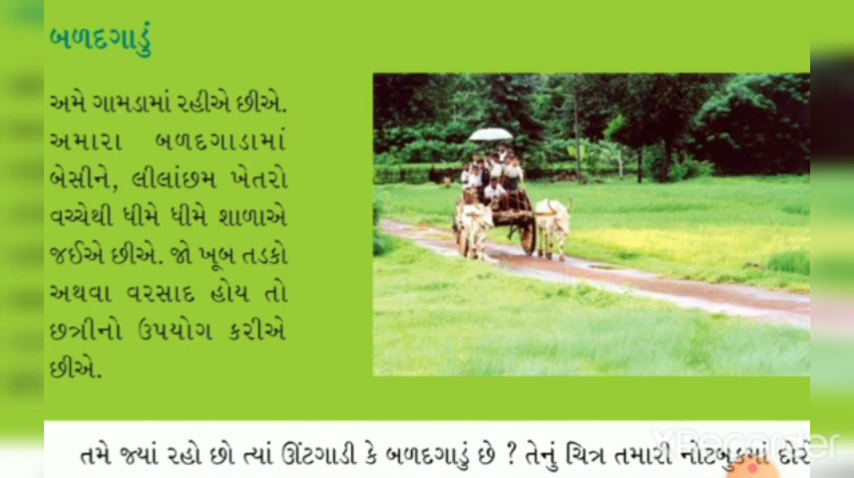 બળદગાડું
અમે ગામડામાં રહીએ છીએ.
અમારા બળદગાડામાં
બેસીને, લીલાંછમ ખેતરો
વચ્ચેથી ધીમે ધીમે શાળાએ
જઈએ છીએ. જો ખૂબ તડકો
અથવા વરસાદ હોય તો
છત્રીનો ઉપયોગ કરીએ
છીએ.
XRecorder
તમે જ્યાં રહો છો ત્યાં ઊંટગાડી કે બળદગાડું છે ? તેનું ચિત્ર તમારી નોટબુકમાં દોરો